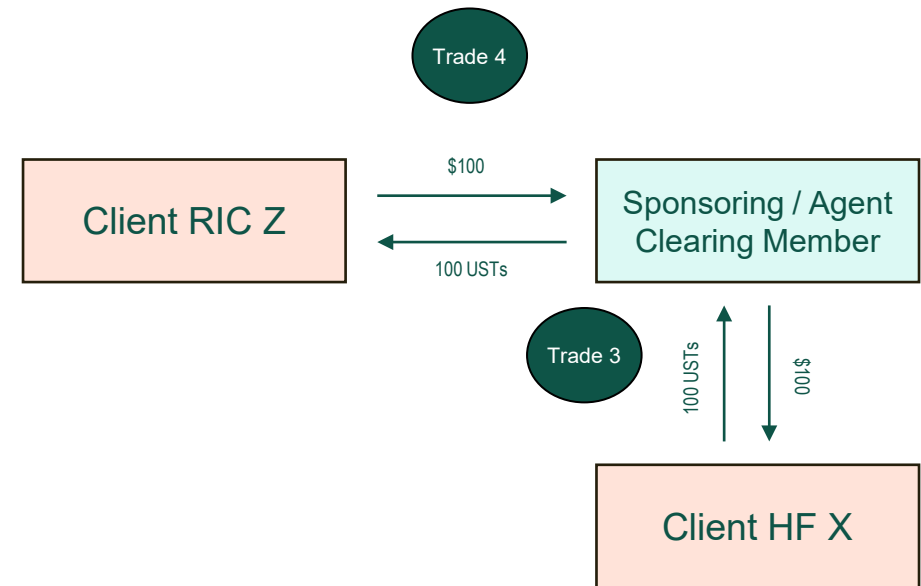 Trade 4
Client RIC Z
$100
100 USTs
Sponsoring / Agent
Clearing Member
Trade 3
100 USTs
$100
Client HF X